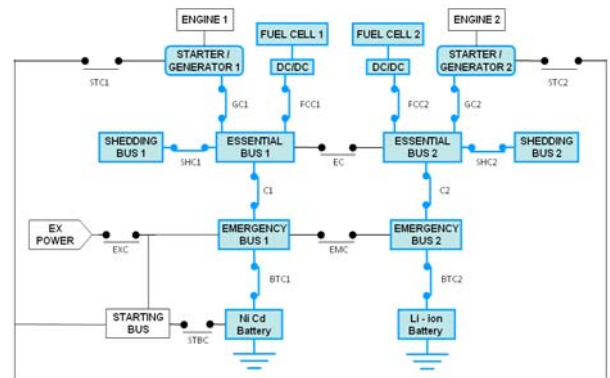 ENGINE 1
ENGINE 2
FUEL CELL 1
FUEL CELL 2
STARTER /
GENERATOR 1
DC/DC
DC/DC
STARTER /
GENERATOR 2
STC1
STC2
GC1
FCC1
FCC2
GC2
SHEDDING
BUS 1
SHC1
ESSENTIAL
BUS 1
EC
ESSENTIAL
BUS 2
SHC2
SHEDDING
BUS 2
C1
C2
EX
POWER
EXC
EMERGENCY
BUS 1
EMC
EMERGENCY
BUS 2
BTC1
BTC2
STARTING
BUS
STBC
Ni Cd
Battery
Li - ion
Battery